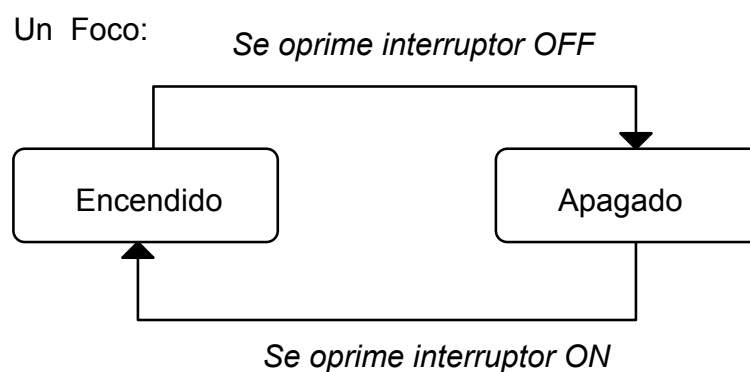 Un Foco:
Se oprime interruptor OFF
Encendido
Apagado
Se oprime interruptor ON